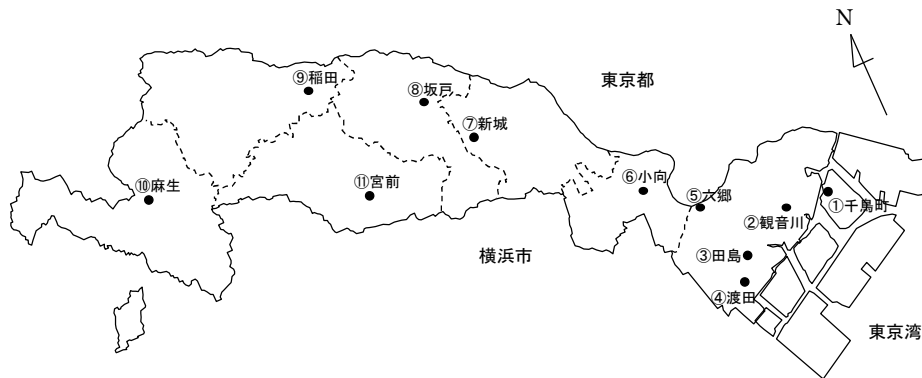 N
東京都
⑨稲田
⑧坂戸
⑦新城
⑩麻生
⑪宮前
⑥小向
⑤六郷
①千鳥町
②観音川
横浜市
③田島
④渡田
東京湾